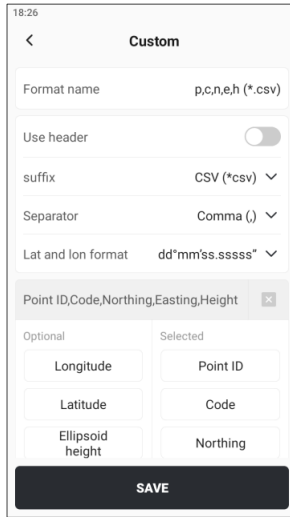 18:26
Custom
Format name p,c,n,e,h (*.csv)
Use header
suffix CSV (*csv)
Separator Comma (,)
Lat and lon format dd°mm'ss.sssss"
Point ID,Code,Northing,Easting,Height
Optional Selected
Longitude Point ID
Latitude Code
Ellipsoid
height Northing
SAVE